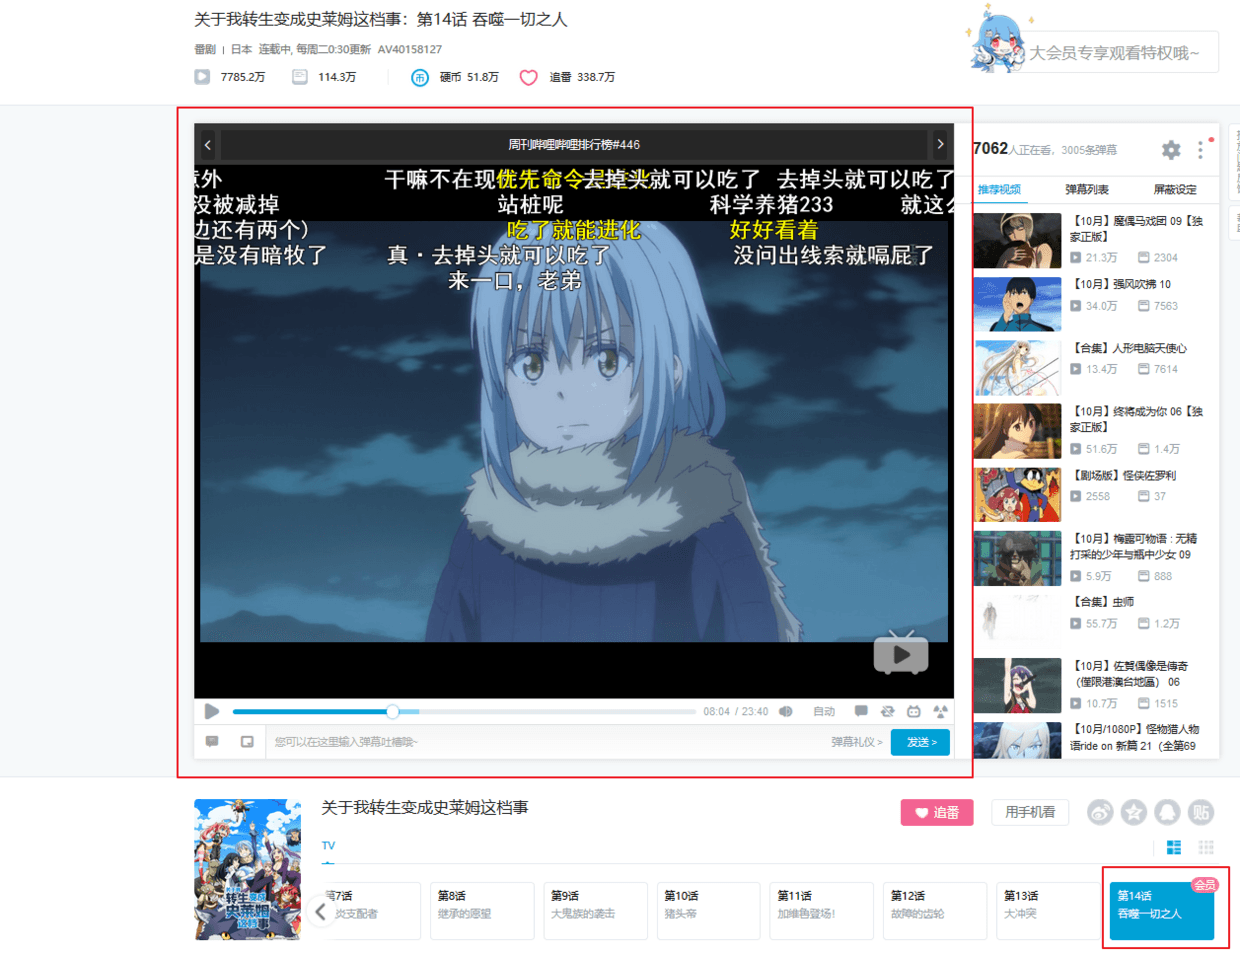 关于我转生变成史莱姆这档事：第14话 吞噬一切之人
番剧 | 日本 连载中, 每周二0:30更新 AV40158127
7785.2万 114.3万 硬币 51.8万 追番 338.7万
大会员专享观看特权哦~
周刊哔哩哔哩排行榜#446
意外 干嘛不在现 优先命令 去掉头就可以吃了 去掉头就可以吃了
没被减掉 站桩呢 科学养猪233 就这么
边还有两个) 吃了就能进化 好好看着
是没有暗牧了 真·去掉头就可以吃了 没问出线索就嗝屁了
来一口，老弟
08:04 / 23:40 自动
您可以在这里输入弹幕吐槽哦~ 弹幕礼仪 > 发送 >
7062人正在看，3005条弹幕
推荐视频 弹幕列表 屏蔽设定
【10月】魔偶马戏团 09【独
家正版】
21.3万 2304
【10月】强风吹拂 10
34.0万 7563
【合集】人形电脑天使心
13.4万 7614
【10月】终将成为你 06【独
家正版】
51.6万 1.4万
【剧场版】怪侠佐罗利
2558 37
【10月】梅露可物语：无精
打采的少年与瓶中少女 09
5.9万 888
【合集】虫师
55.7万 1.2万
【10月】佐賀偶像是傳奇
（僅限港澳台地區） 06
10.7万 1515
【10月/1080P】怪物猎人物
语ride on 新篇 21（全第69
关于我转生变成史莱姆这档事
追番 用手机看
贴
TV
关于我
转生变成
史莱姆
这档事
第7话
炎支配者
第8话
继承的愿望
第9话
大鬼族的袭击
第10话
猪头帝
第11话
加维鲁登场！
第12话
故障的齿轮
第13话
大冲突
会员
第14话
吞噬一切之人